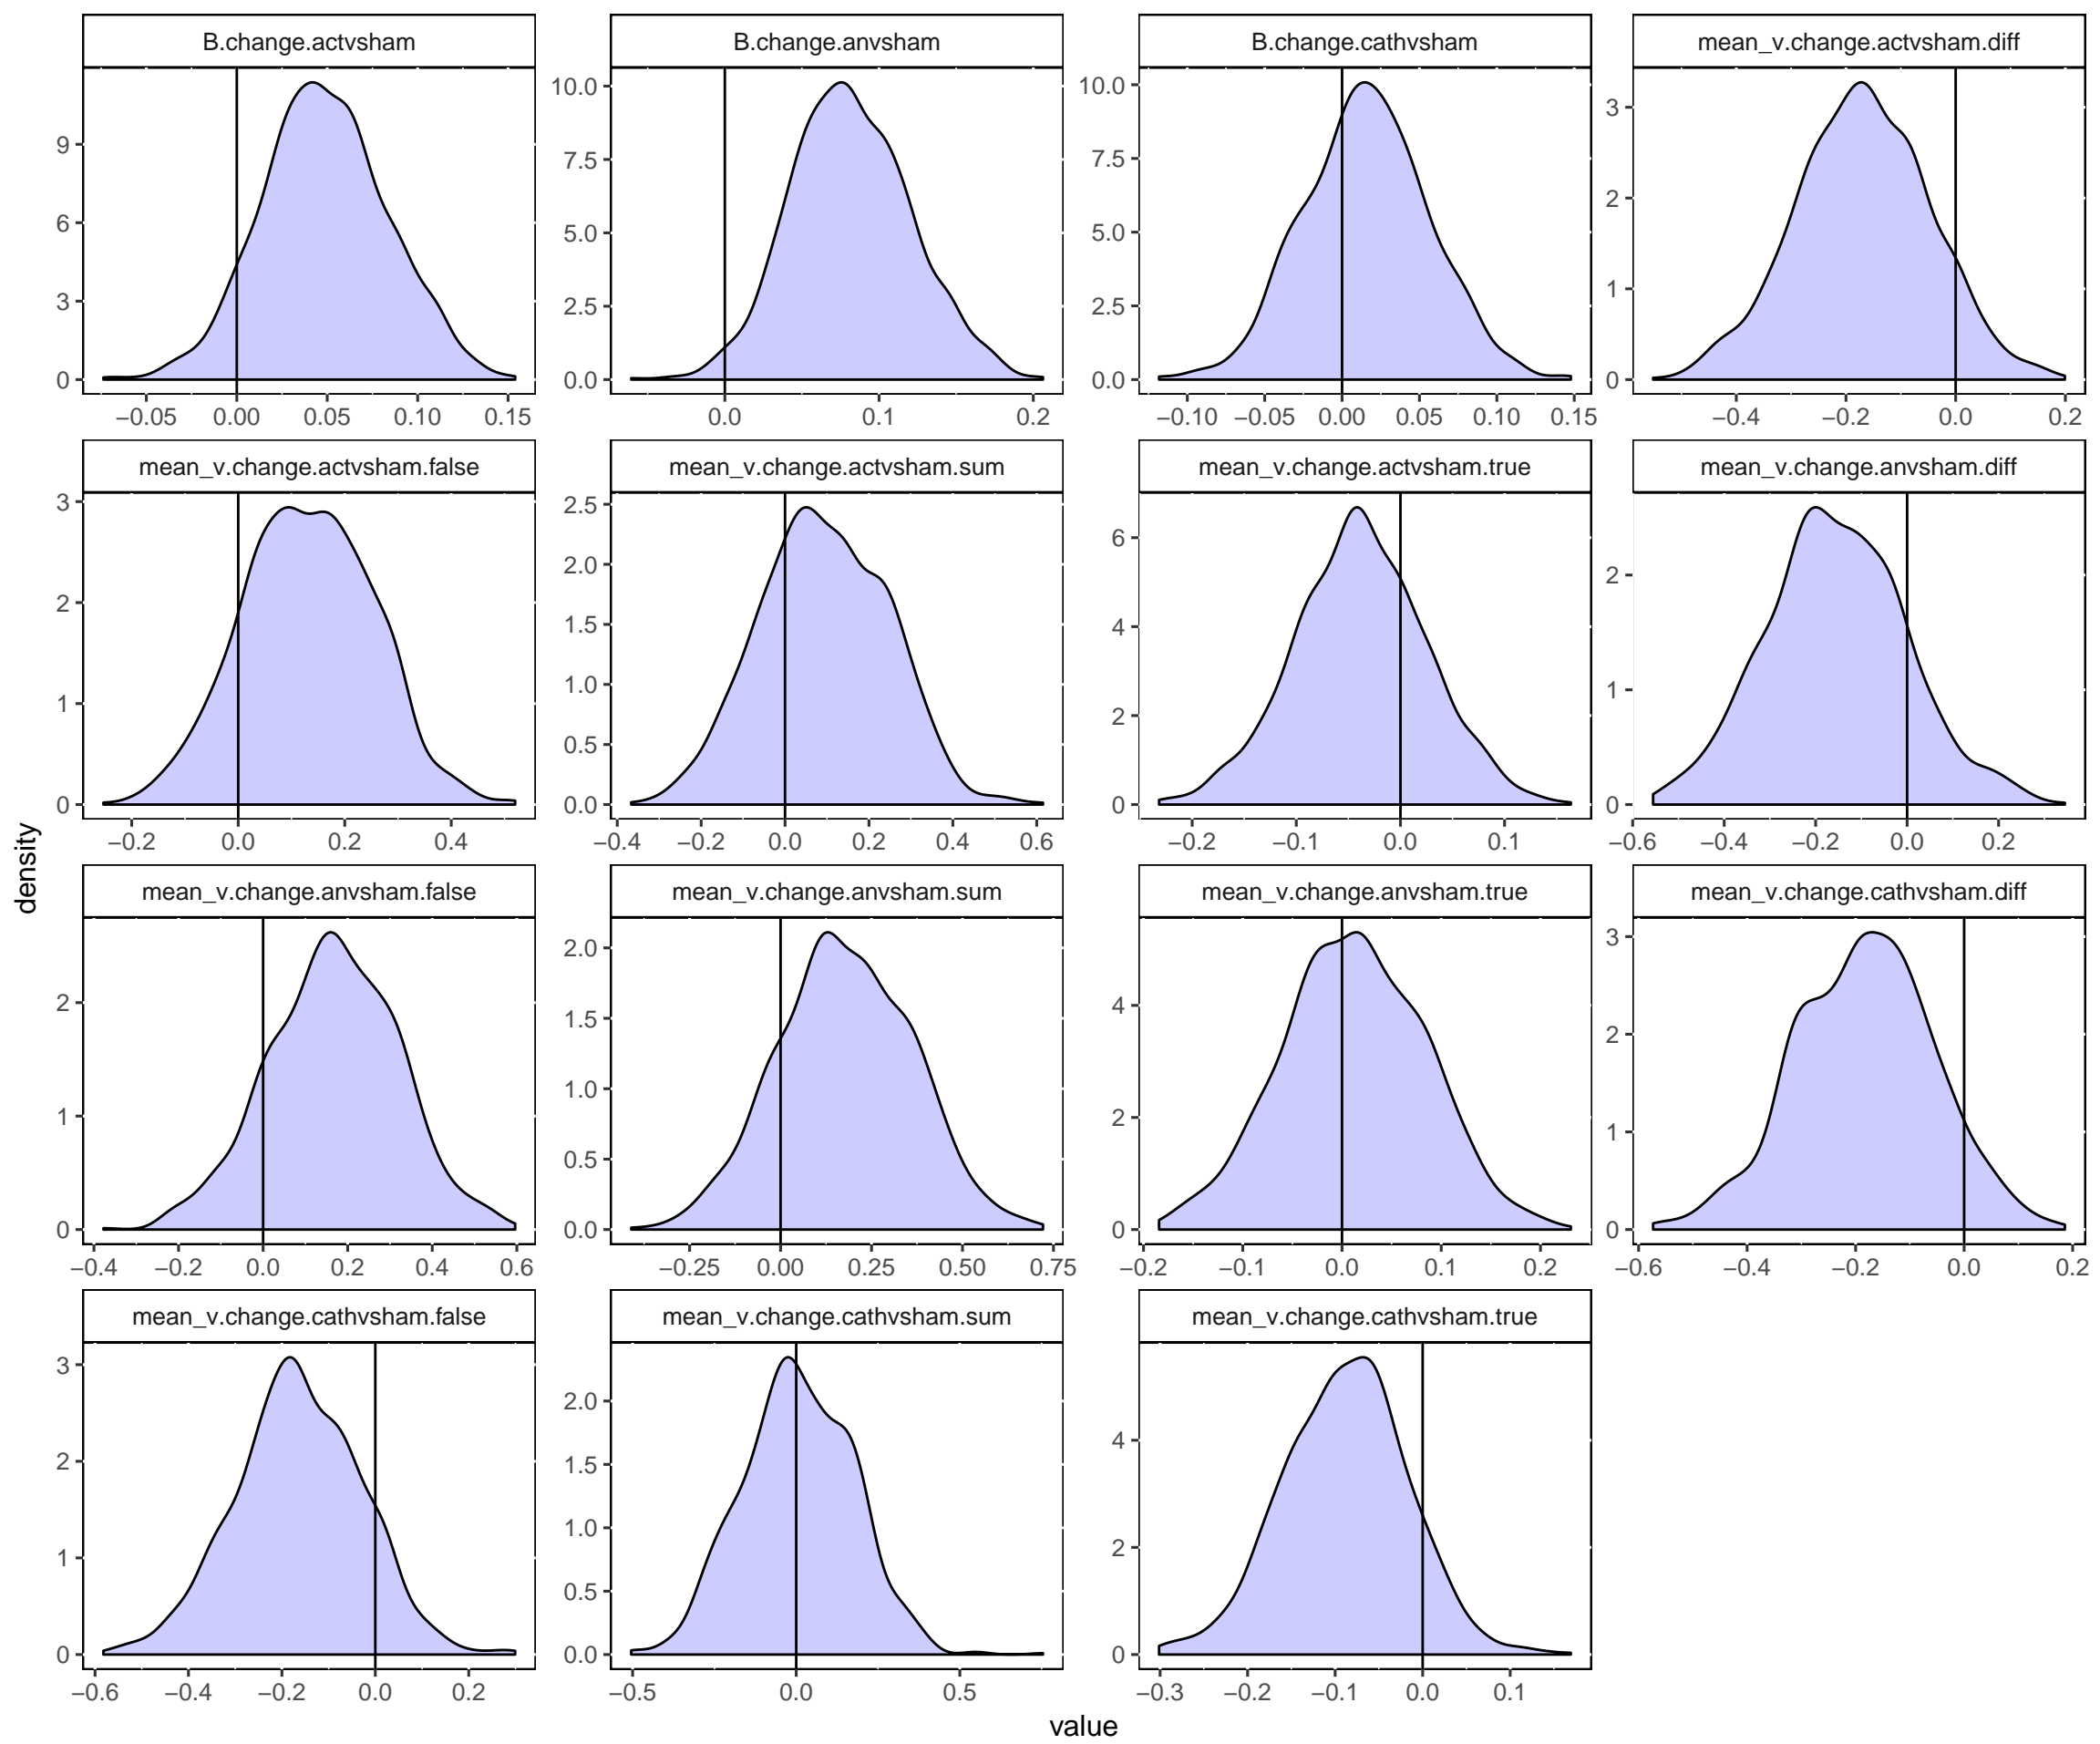 B.change.actvsham B.change.anvsham B.change.cathvsham mean_v.change.actvsham.diff
9
6
3
0
−0.05 0.00 0.05 0.10 0.15
10.0
7.5
5.0
2.5
0.0
0.0 0.1 0.2
10.0
7.5
5.0
2.5
0.0
−0.10 −0.05 0.00 0.05 0.10 0.15
3
2
1
0
−0.4 −0.2 0.0 0.2
mean_v.change.actvsham.false mean_v.change.actvsham.sum mean_v.change.actvsham.true mean_v.change.anvsham.diff
3
2
1
0
−0.2 0.0 0.2 0.4
2.5
2.0
1.5
1.0
0.5
0.0
−0.4 −0.2 0.0 0.2 0.4 0.6
6
4
2
0
−0.2 −0.1 0.0 0.1
2
1
0
−0.6 −0.4 −0.2 0.0 0.2
density
mean_v.change.anvsham.false mean_v.change.anvsham.sum mean_v.change.anvsham.true mean_v.change.cathvsham.diff
2
1
0
−0.4 −0.2 0.0 0.2 0.4 0.6
2.0
1.5
1.0
0.5
0.0
−0.25 0.00 0.25 0.50 0.75
4
2
0
−0.2 −0.1 0.0 0.1 0.2
3
2
1
0
−0.6 −0.4 −0.2 0.0 0.2
mean_v.change.cathvsham.false mean_v.change.cathvsham.sum mean_v.change.cathvsham.true
3
2
1
0
−0.6 −0.4 −0.2 0.0 0.2
2.0
1.5
1.0
0.5
0.0
−0.5 0.0 0.5
4
2
0
−0.3 −0.2 −0.1 0.0 0.1
value